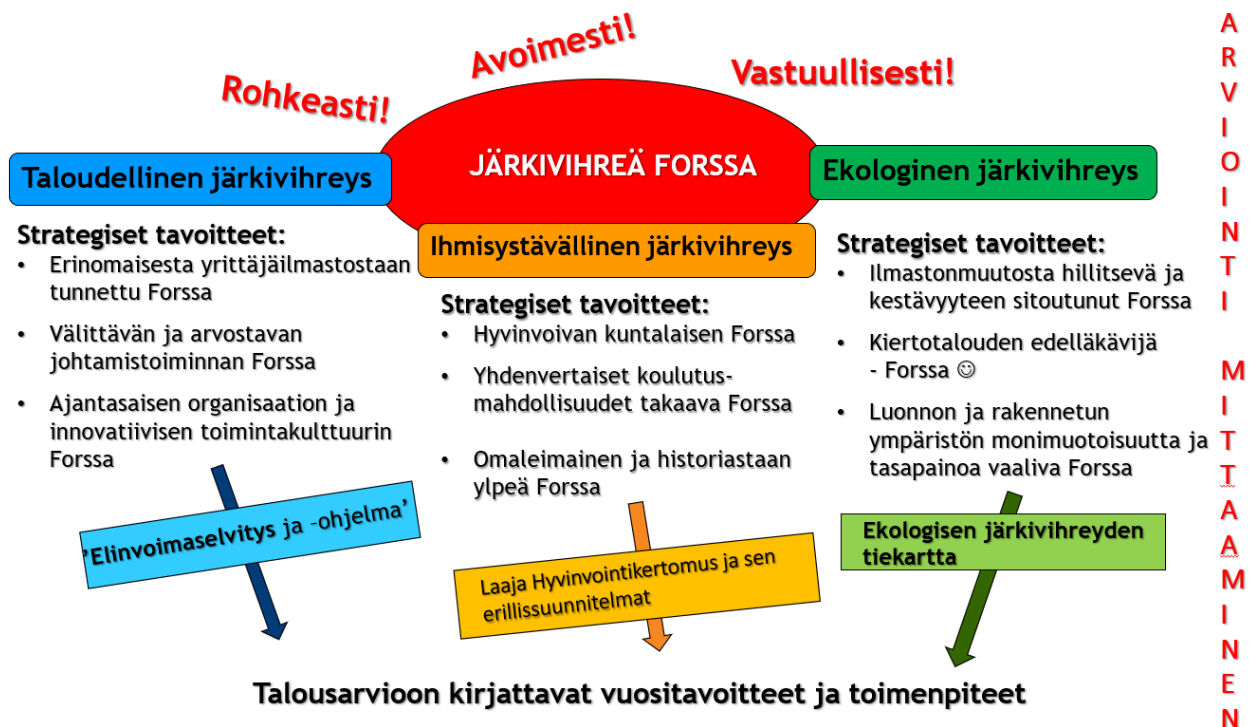 Rohkeasti!
Avoimesti!
Vastuullisesti!
JÄRKIVIHREÄ FORSSA
Taloudellinen järkivihreys
Strategiset tavoitteet:
• Erinomaisesta yrittäjäilmastostaan
tunnettu Forssa
• Välittävän ja arvostavan
johtamistoiminnan Forssa
• Ajantasaisen organisaation ja
innovatiivisen toimintakulttuurin
Forssa
'Elinvoimaselvitys ja -ohjelma'
Ihmisystävällinen järkivihreys
Strategiset tavoitteet:
• Hyvinvoivan kuntalaisen Forssa
• Yhdenvertaiset koulutus-
mahdollisuudet takaava Forssa
• Omaleimainen ja historiastaan
ylpeä Forssa
Laaja Hyvinvointikertomus ja sen
erillissuunnitelmat
Ekologinen järkivihreys
Strategiset tavoitteet:
• Ilmastonmuutosta hillitsevä ja
kestävyyteen sitoutunut Forssa
• Kiertotalouden edelläkävijä
- Forssa ☺
• Luonnon ja rakennetun
ympäristön monimuotoisuutta ja
tasapainoa vaaliva Forssa
Ekologisen järkivihreyden
tiekartta
Talousarvioon kirjattavat vuositavoitteet ja toimenpiteet
ARVIOINTI MITTAAMINEN